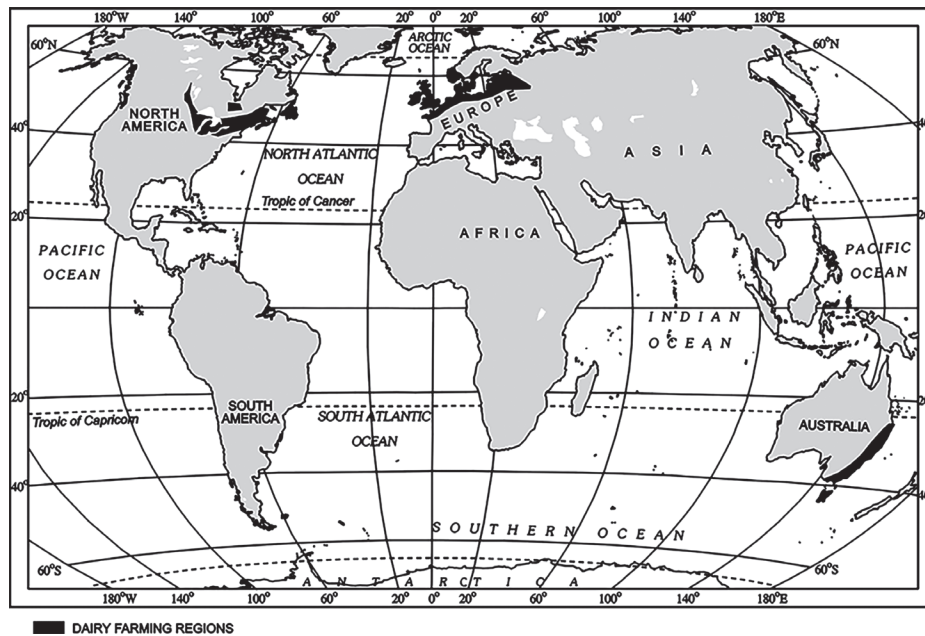 180°W 140° 100° 60° 20° 0° 20° 60° 100° 140° 180°E
ARCTIC
OCEAN
60°N
60°N
NORTH
AMERICA
EUROPE
ASIA
40°
40°
NORTH ATLANTIC
OCEAN
Tropic of Cancer
20°
20°
AFRICA
PACIFIC
OCEAN
PACIFIC
OCEAN
INDIAN
OCEAN
20°
20°
Tropic of Capricorn
SOUTH
AMERICA
SOUTH ATLANTIC
OCEAN
AUSTRALIA
40°
40°
SOUTHERN OCEAN
60°S
60°S
ANTARCTICA
180°W 140° 100° 60° 20° 0° 20° 60° 100° 140° 180°E
DAIRY FARMING REGIONS